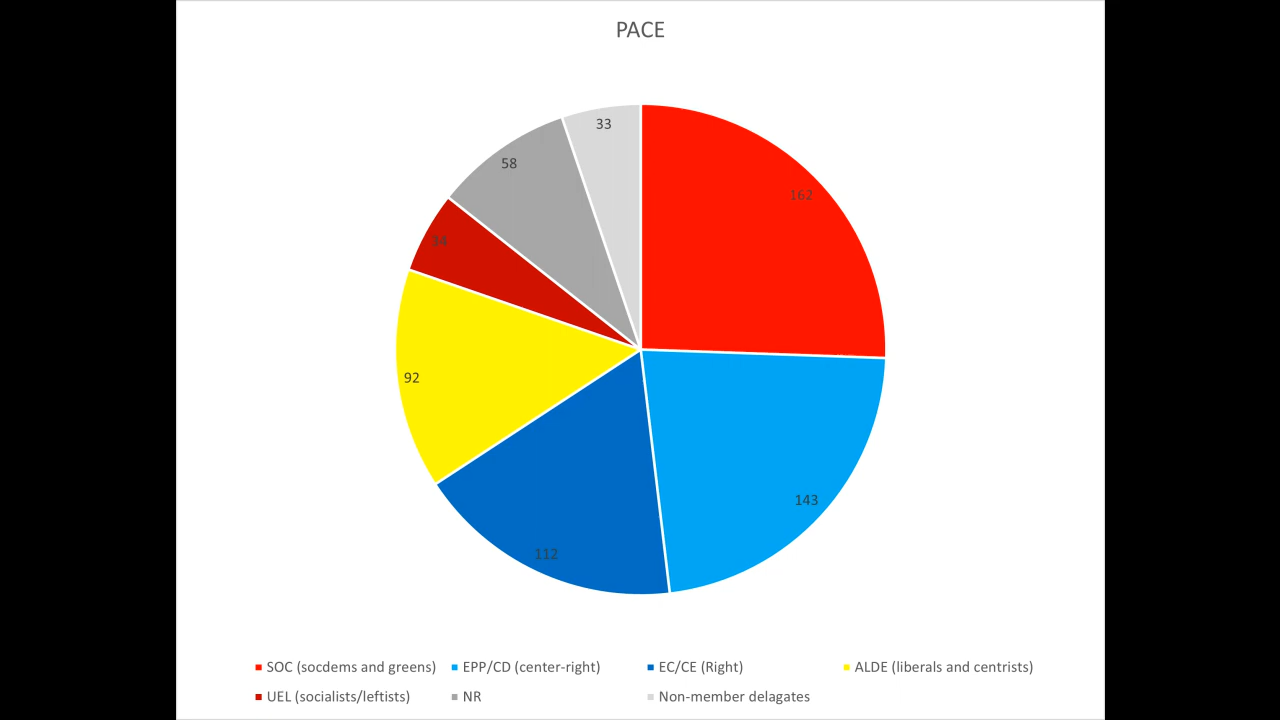 PACE
33
58
162
34
92
143
112
SOC (socdems and greens) EPP/CD (center-right) EC/CE (Right) ALDE (liberals and centrists)
UEL (socialists/leftists) NR Non-member delagates